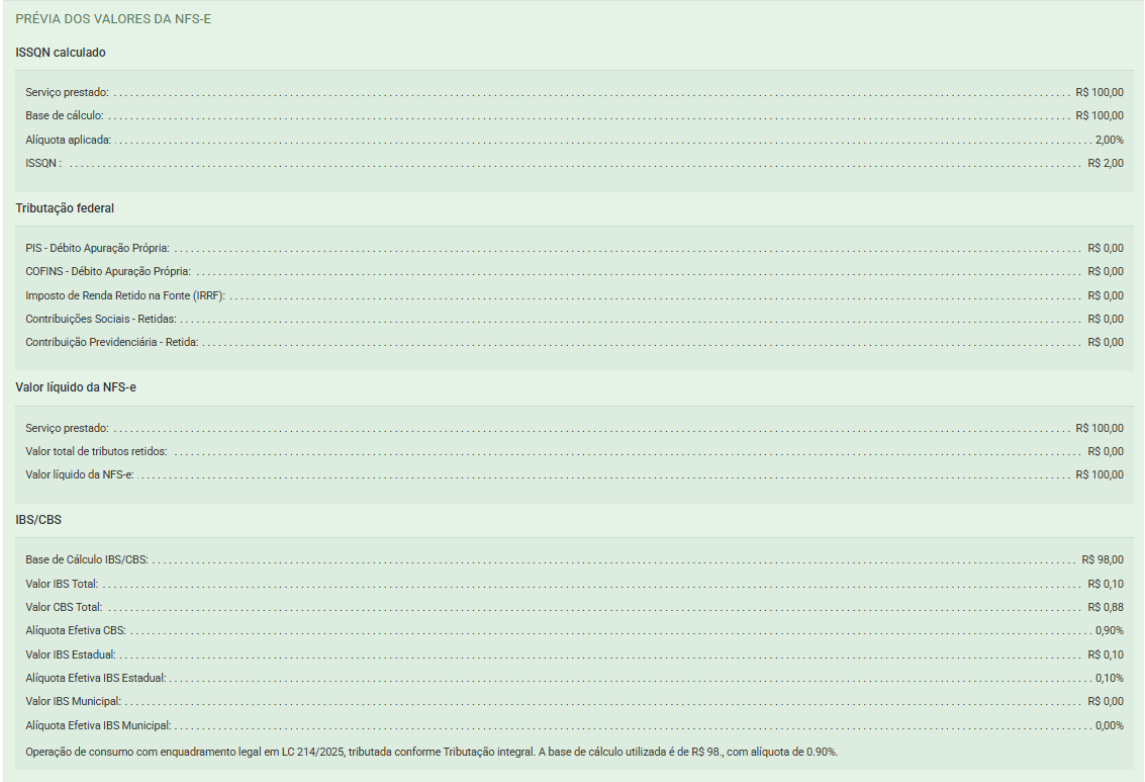 PRÉVIA DOS VALORES DA NFS-E
ISSQN calculado
Serviço prestado: R$ 100,00
Base de cálculo: R$ 100,00
Alíquota aplicada: 2,00%
ISSQN : R$ 2,00
Tributação federal
PIS - Débito Apuração Própria: R$ 0,00
COFINS - Débito Apuração Própria: R$ 0,00
Imposto de Renda Retido na Fonte (IRRF): R$ 0,00
Contribuições Sociais - Retidas: R$ 0,00
Contribuição Previdenciária - Retida: R$ 0,00
Valor líquido da NFS-e
Serviço prestado: R$ 100,00
Valor total de tributos retidos: R$ 0,00
Valor líquido da NFS-e: R$ 100,00
IBS/CBS
Base de Cálculo IBS/CBS: R$ 98,00
Valor IBS Total: R$ 0,10
Valor CBS Total: R$ 0,88
Alíquota Efetiva CBS: 0,90%
Valor IBS Estadual: R$ 0,10
Alíquota Efetiva IBS Estadual: 0,10%
Valor IBS Municipal: R$ 0,00
Alíquota Efetiva IBS Municipal: 0,00%
Operação de consumo com enquadramento legal em LC 214/2025, tributada conforme Tributação integral. A base de cálculo utilizada é de R$ 98., com alíquota de 0.90%.